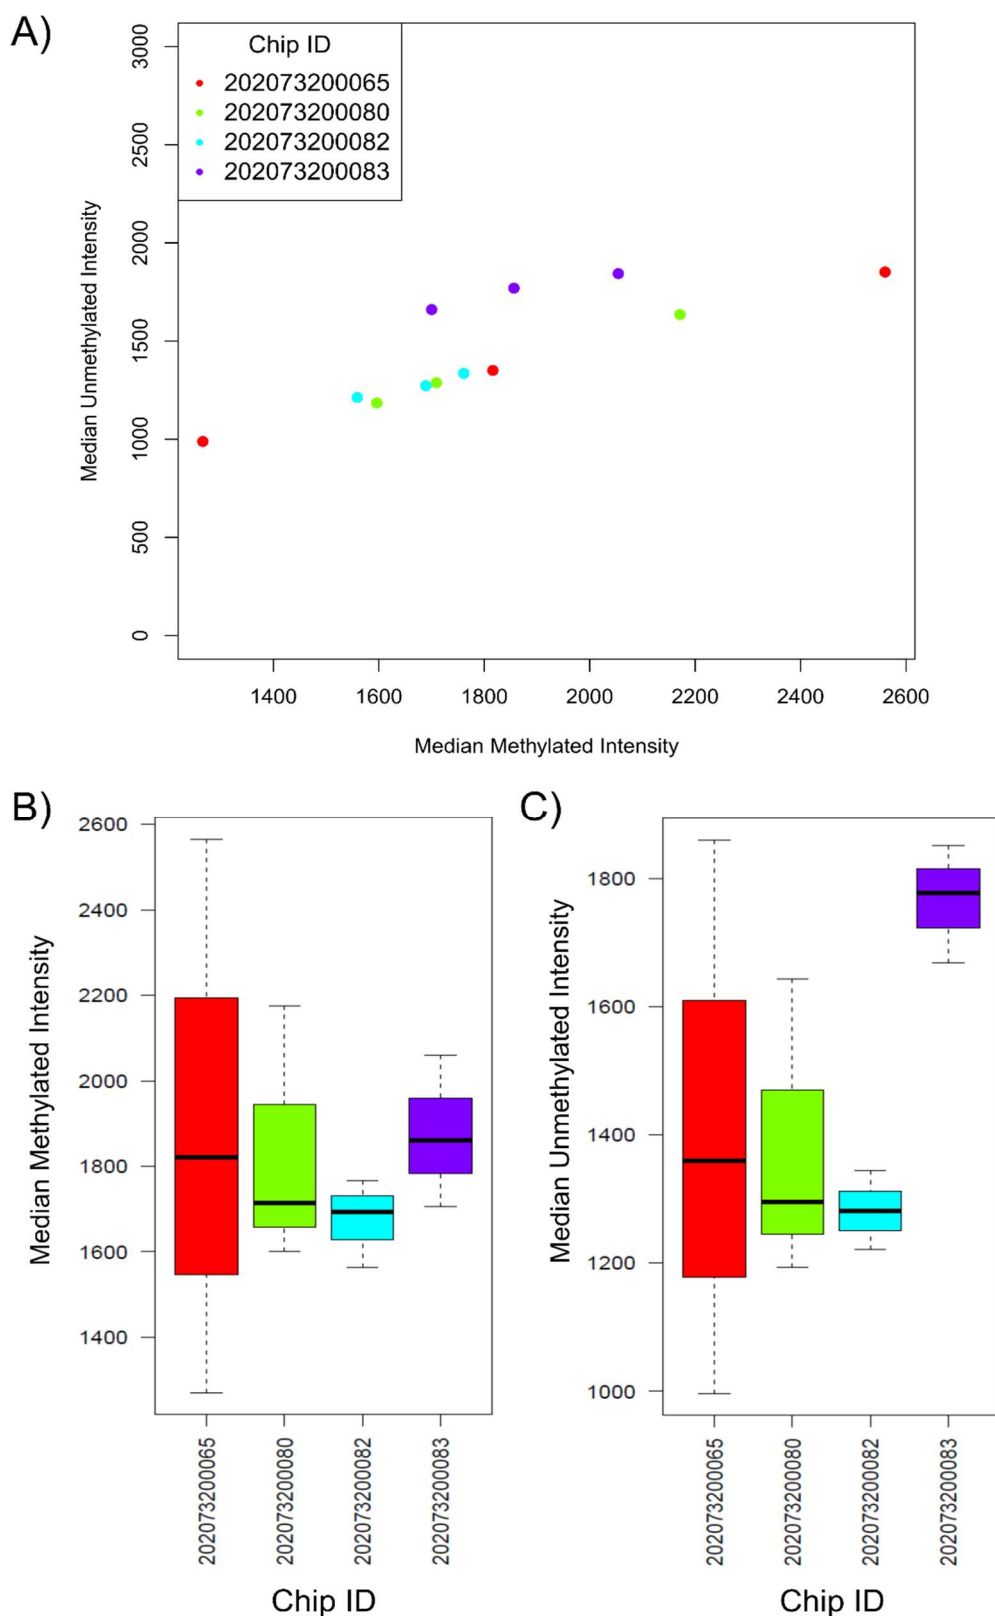 A)
Chip ID
202073200065
202073200080
202073200082
202073200083
3000
2500
2000
1500
1000
500
0
Median Unmethylated Intensity
1400 1600 1800 2000 2200 2400 2600
Median Methylated Intensity
B)
2600
2400
2200
2000
1800
1600
1400
Median Methylated Intensity
202073200065
202073200080
202073200082
202073200083
Chip ID
C)
1800
1600
1400
1200
1000
Median Unmethylated Intensity
202073200065
202073200080
202073200082
202073200083
Chip ID